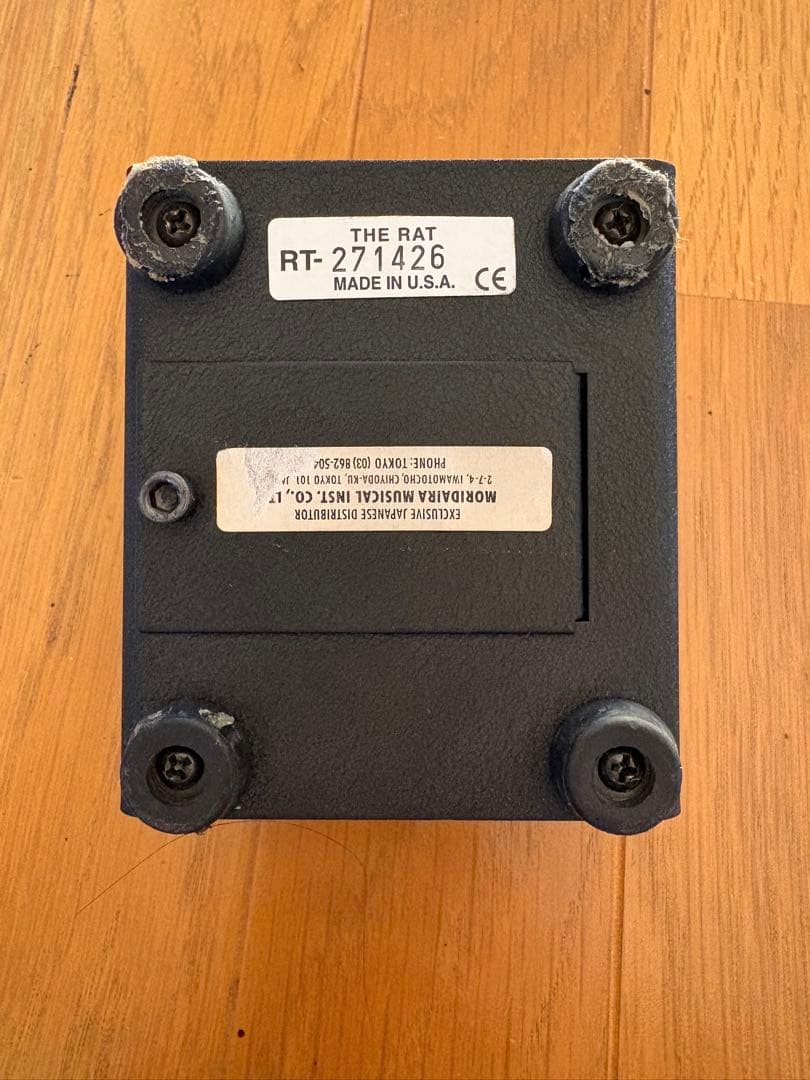 THE RAT
RT- 271426
MADE IN U.S.A. CE
EXCLUSIVE JAPANESE DISTRIBUTOR
MORIDAIRA MUSICAL INST. CO.,
2-7-4, IWAMOTOCHO, CHIYODA-KU, TOKYO 101,
PHONE: TOKYO (03) 862-504